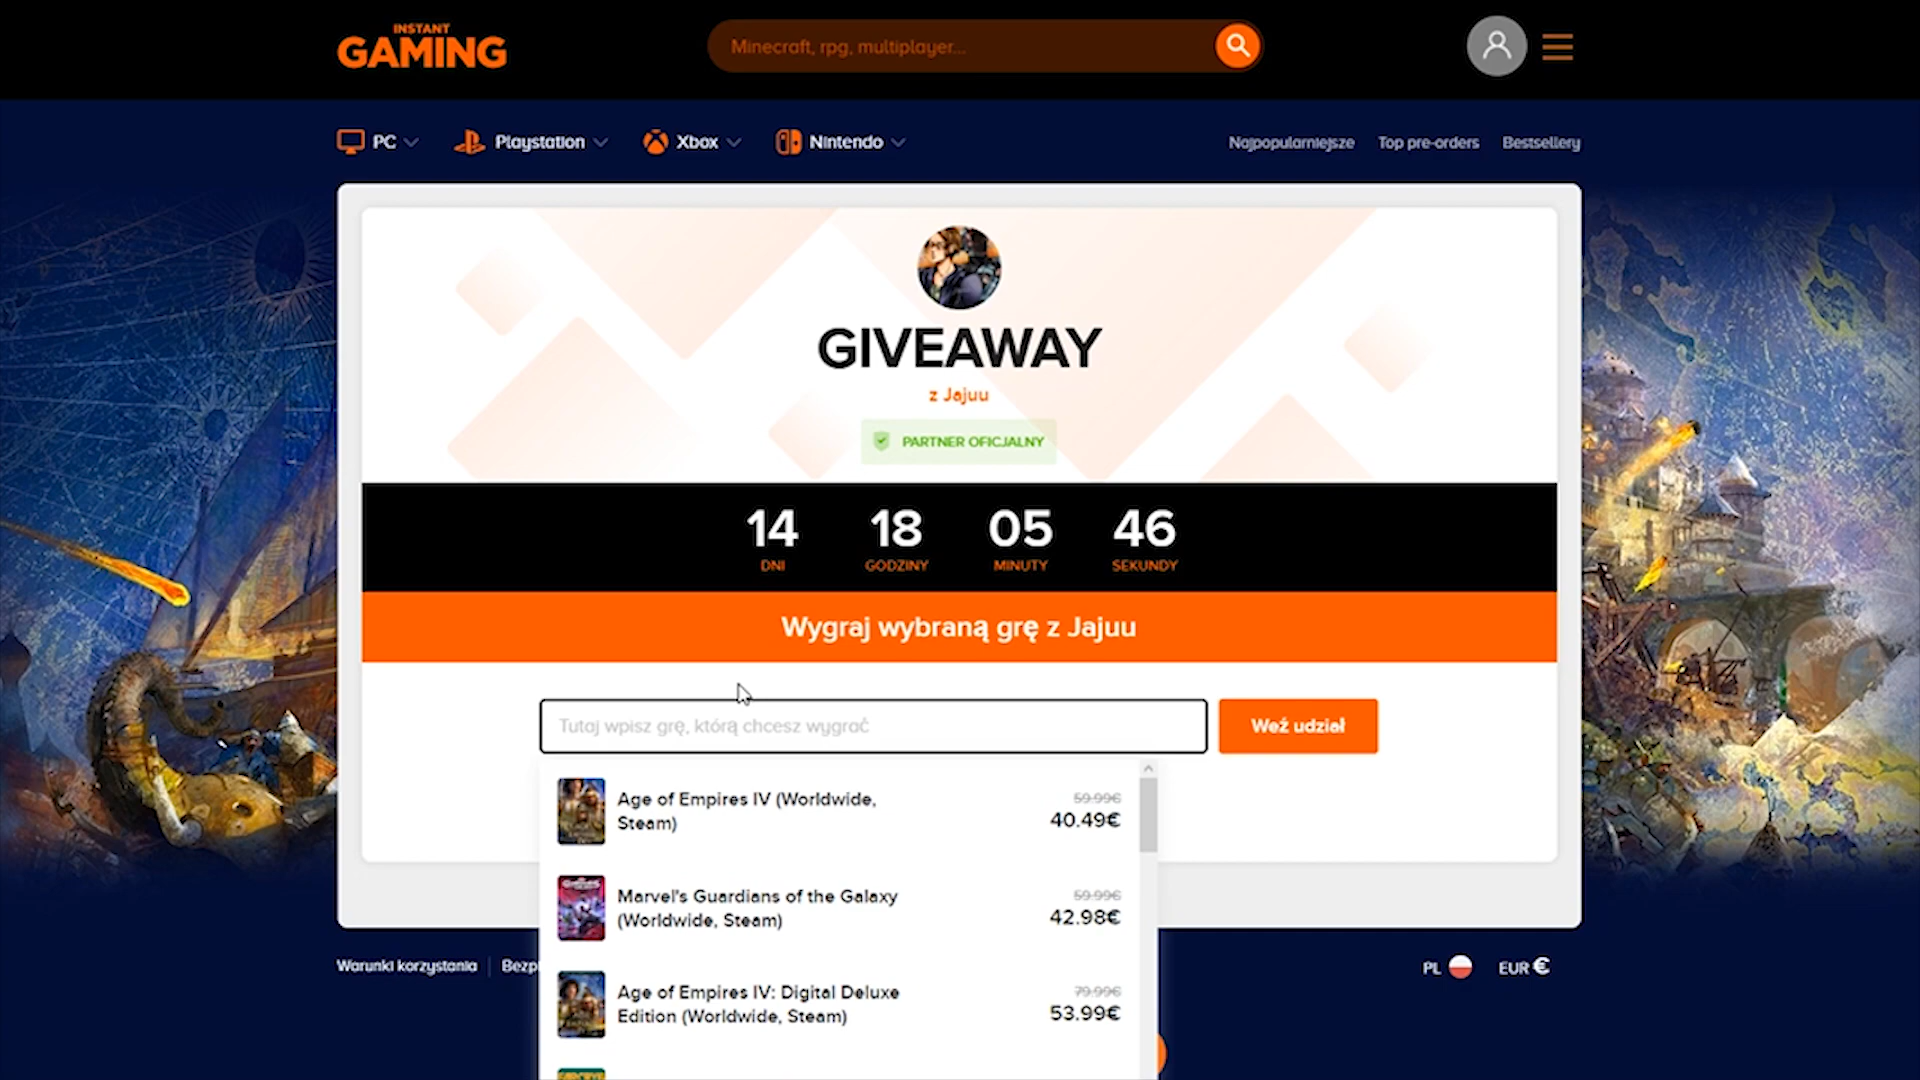 INSTANT
GAMING
Minecraft, rpg, multiplayer...
PC
Playstation
Xbox
Nintendo
Najpopularniejsze
Top pre-orders
Bestsellery
GIVEAWAY
z Jajuu
PARTNER OFICJALNY
14 18 05 46
DNI GODZINY MINUTY SEKUNDY
Wygraj wybraną grę z Jajuu
Tutaj wpisz grę, którą chcesz wygrać
Weź udział
Age of Empires IV (Worldwide,
Steam)
59.99€
40.49€
Marvel's Guardians of the Galaxy
(Worldwide, Steam)
59.99€
42.98€
Age of Empires IV: Digital Deluxe
Edition (Worldwide, Steam)
79.99€
53.99€
Warunki korzystania
PL
EUR €